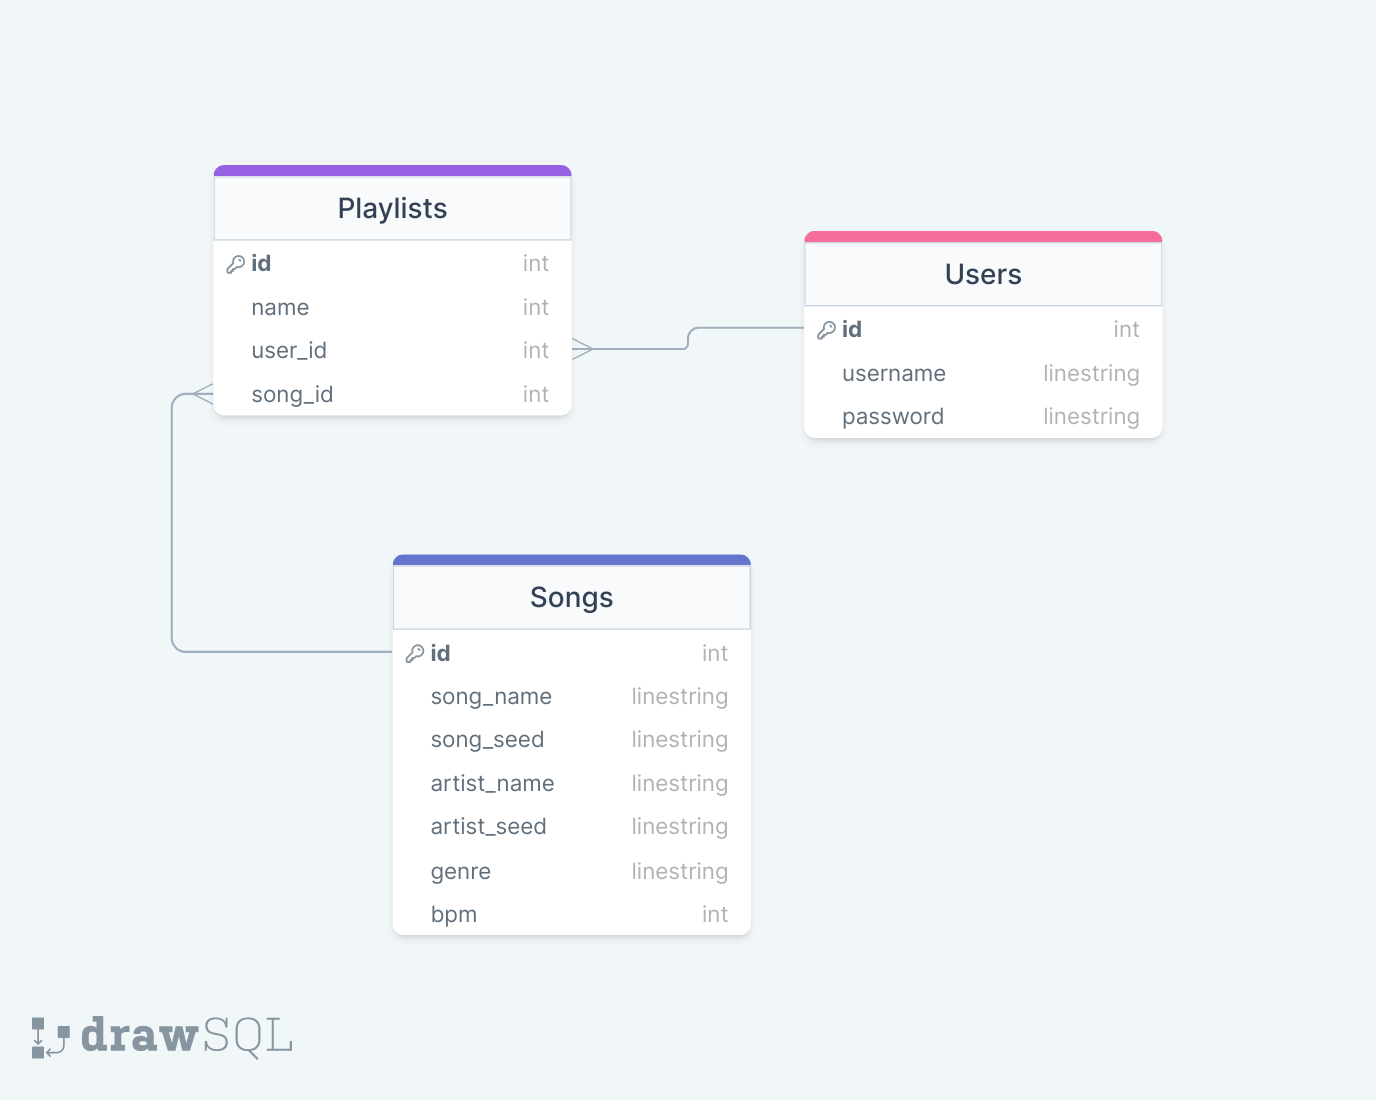 Playlists
id int
name int
user_id int
song_id int
Users
id int
username linestring
password linestring
Songs
id int
song_name linestring
song_seed linestring
artist_name linestring
artist_seed linestring
genre linestring
bpm int
drawSQL